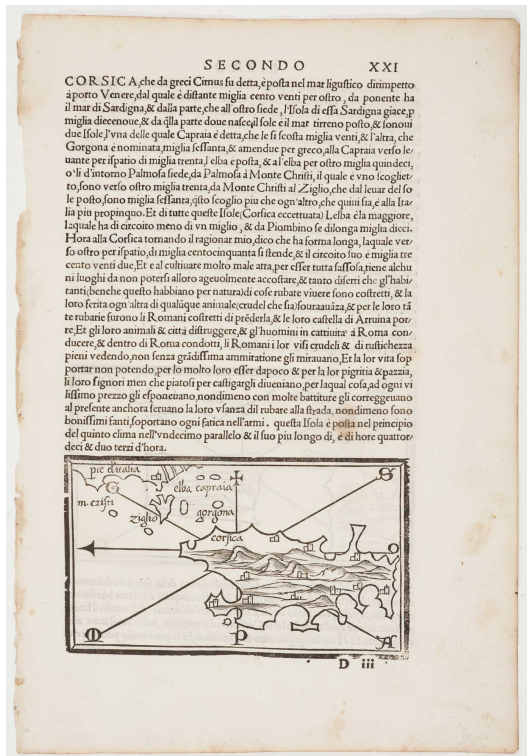 SECONDO XXI
CORSICA, che da greci Cirnus fu detta, è posta nel mar ligustico dirimpetto
à porto Venere, dal quale è distante miglia cento venti per ostro, da ponente ha
il mar di Sardigna, & dalla parte, che all'ostro siede, l'Isola di essa Sardigna giace, p
miglia diecenoue, & da q̃lla parte doue nasce, il sole è il mar tirreno posto, & sonoui
due Isole, l'vna delle quale Capraia è detta, che le si scosta miglia venti, & l'altra, che
Gorgona è nominata, miglia sessanta, & amendue per greco, alla Capraia verso le/
uante per ispatio di miglia trenta, l elba è posta, & a l'elba per ostro miglia quindeci,
o li d'intorno Palmosa siede, da Palmosa à Monte Christi, il quale è vno scogliet/
to, sono verso ostro miglia trenta, da Monte Christi al Ziglio, che dal leuar del so
le posto, sono miglia sessanta, q̃sto scoglio piu che ogn'altro, che quiui sia, è alla Ita/
lia piu propinquo. Et di tutte queste Isole (Corsica eccettuata) Lelba è la maggiore,
laquale ha di circoito meno di vn miglio, & da Piombino se dilonga miglia dieci.
Hora alla Corsica tornando il ragionar mio, dico che ha forma longa, laquale ver/
so ostro per ispatio, di miglia centocinquanta si stende, & il circoito suo è miglia tre
cento venti due, Et è al cultiuare molto male atta, per esser tutta sassosa, tiene alchu
ni luoghi da non potersi alloro ageuolmente accostare, & tanto diserti che gl'habi/
tanti (benche questo habbiano per natura) di cose rubate viuere sono costretti, & la
loro ferita ogn'altra di qualũque animale (crudel che sia) sourauãza, & per le loro tã
te rubarie furono li Romani costretti di prẽderla, & le loro castella di Arruina por/
re, Et gli loro animali & città distruggere, & gl'huomini in cattiuita à Roma con/
ducere, & dentro di Roma condotti, li Romani i lor visi crudeli & di rustichezza
pieni vedendo, non senza grãdissima ammiratione gli mirauano, Et la lor vita sop
portar non potendo, per lo molto loro esser dapoco & per la lor pigritia & pazzia,
li loro signori men che piatosi per castigargli diueniano, per laqual cosa, ad ogni vi
lissimo prezzo gli esponeuano, nondimeno con molte battiture gli correggeuano
al presente anchora seruano la loro vsanza dil rubare alla strada, nondimeno sono
bonissimi fanti, soportano ogni fatica nell'armi. questa Isola è posta nel principio
del quinto clima nell'vndecimo parallelo & il suo piu longo di, è di hore quattor
deci & duo terzi d'hora.
elba capraia
G
S
m. cristi
ziglio
gorgona
corsica
O
P
A
D iii